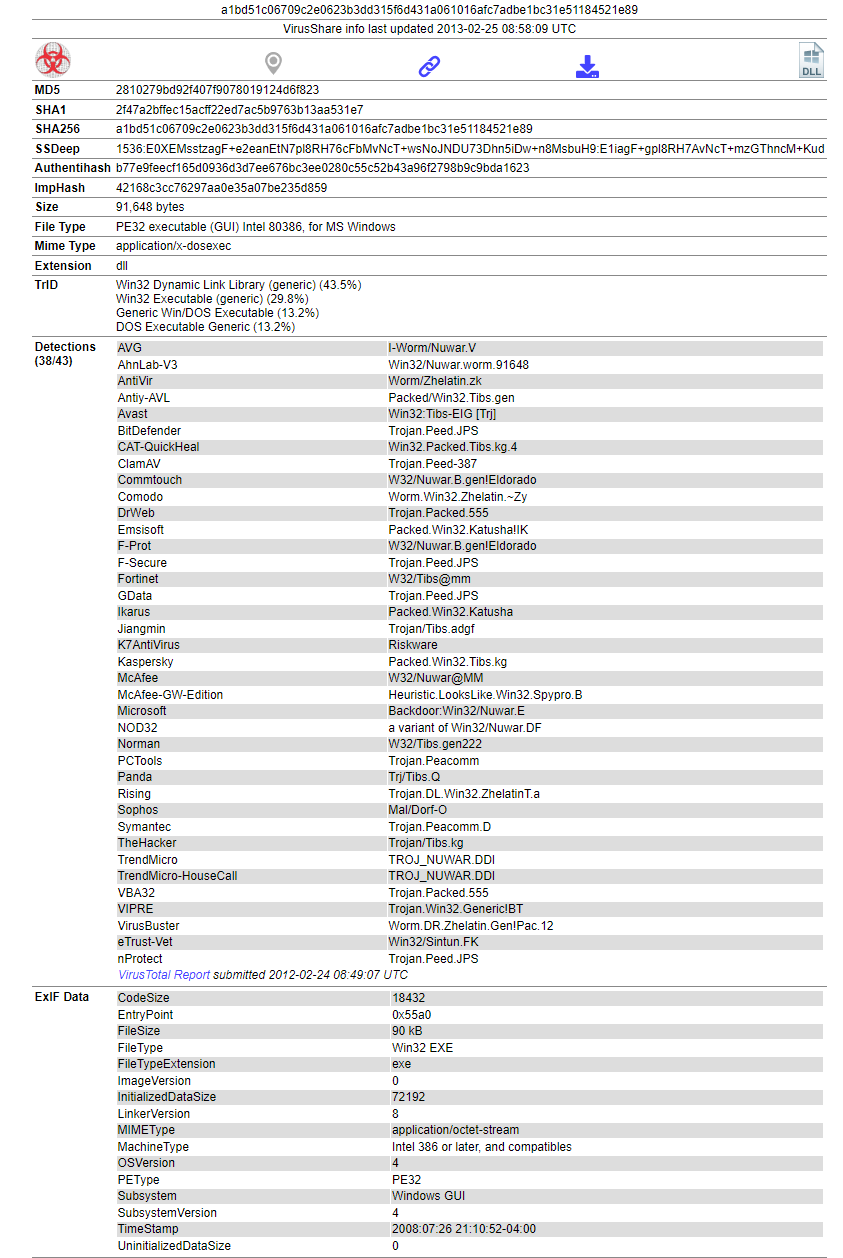 a1bd51c06709c2e0623b3dd315f6d431a061016afc7adbe1bc31e51184521e89
VirusShare info last updated 2013-02-25 08:58:09 UTC
DLL
MD5 2810279bd92f407f9078019124d6f823
SHA1 2f47a2bffec15acff22ed7ac5b9763b13aa531e7
SHA256 a1bd51c06709c2e0623b3dd315f6d431a061016afc7adbe1bc31e51184521e89
SSDeep 1536:E0XEMsstzagF+e2eanEtN7pl8RH76cFbMvNcT+wsNoJNDU73Dhn5iDw+n8MsbuH9:E1iagF+gpl8RH7AvNcT+mzGThncM+Kud
Authentihash b77e9feecf165d0936d3d7ee676bc3ee0280c55c52b43a96f2798b9c9bda1623
ImpHash 42168c3cc76297aa0e35a07be235d859
Size 91,648 bytes
File Type PE32 executable (GUI) Intel 80386, for MS Windows
Mime Type application/x-dosexec
Extension dll
TrID Win32 Dynamic Link Library (generic) (43.5%)
Win32 Executable (generic) (29.8%)
Generic Win/DOS Executable (13.2%)
DOS Executable Generic (13.2%)
Detections (38/43)
AVG I-Worm/Nuwar.V
AhnLab-V3 Win32/Nuwar.worm.91648
AntiVir Worm/Zhelatin.zk
Antiy-AVL Packed/Win32.Tibs.gen
Avast Win32:Tibs-EIG [Trj]
BitDefender Trojan.Peed.JPS
CAT-QuickHeal Win32.Packed.Tibs.kg.4
ClamAV Trojan.Peed-387
Commtouch W32/Nuwar.B.gen!Eldorado
Comodo Worm.Win32.Zhelatin.~Zy
DrWeb Trojan.Packed.555
Emsisoft Packed.Win32.Katusha!IK
F-Prot W32/Nuwar.B.gen!Eldorado
F-Secure Trojan.Peed.JPS
Fortinet W32/Tibs@mm
GData Trojan.Peed.JPS
Ikarus Packed.Win32.Katusha
Jiangmin Trojan/Tibs.adgf
K7AntiVirus Riskware
Kaspersky Packed.Win32.Tibs.kg
McAfee W32/Nuwar@MM
McAfee-GW-Edition Heuristic.LooksLike.Win32.Spypro.B
Microsoft Backdoor:Win32/Nuwar.E
NOD32 a variant of Win32/Nuwar.DF
Norman W32/Tibs.gen222
PCTools Trojan.Peacomm
Panda Trj/Tibs.Q
Rising Trojan.DL.Win32.ZhelatinT.a
Sophos Mal/Dorf-O
Symantec Trojan.Peacomm.D
TheHacker Trojan/Tibs.kg
TrendMicro TROJ_NUWAR.DDI
TrendMicro-HouseCall TROJ_NUWAR.DDI
VBA32 Trojan.Packed.555
VIPRE Trojan.Win32.Generic!BT
VirusBuster Worm.DR.Zhelatin.Gen!Pac.12
eTrust-Vet Win32/Sintun.FK
nProtect Trojan.Peed.JPS
VirusTotal Report submitted 2012-02-24 08:49:07 UTC
ExIF Data
CodeSize 18432
EntryPoint 0x55a0
FileSize 90 kB
FileType Win32 EXE
FileTypeExtension exe
ImageVersion 0
InitializedDataSize 72192
LinkerVersion 8
MIMEType application/octet-stream
MachineType Intel 386 or later, and compatibles
OSVersion 4
PEType PE32
Subsystem Windows GUI
SubsystemVersion 4
TimeStamp 2008:07:26 21:10:52-04:00
UninitializedDataSize 0